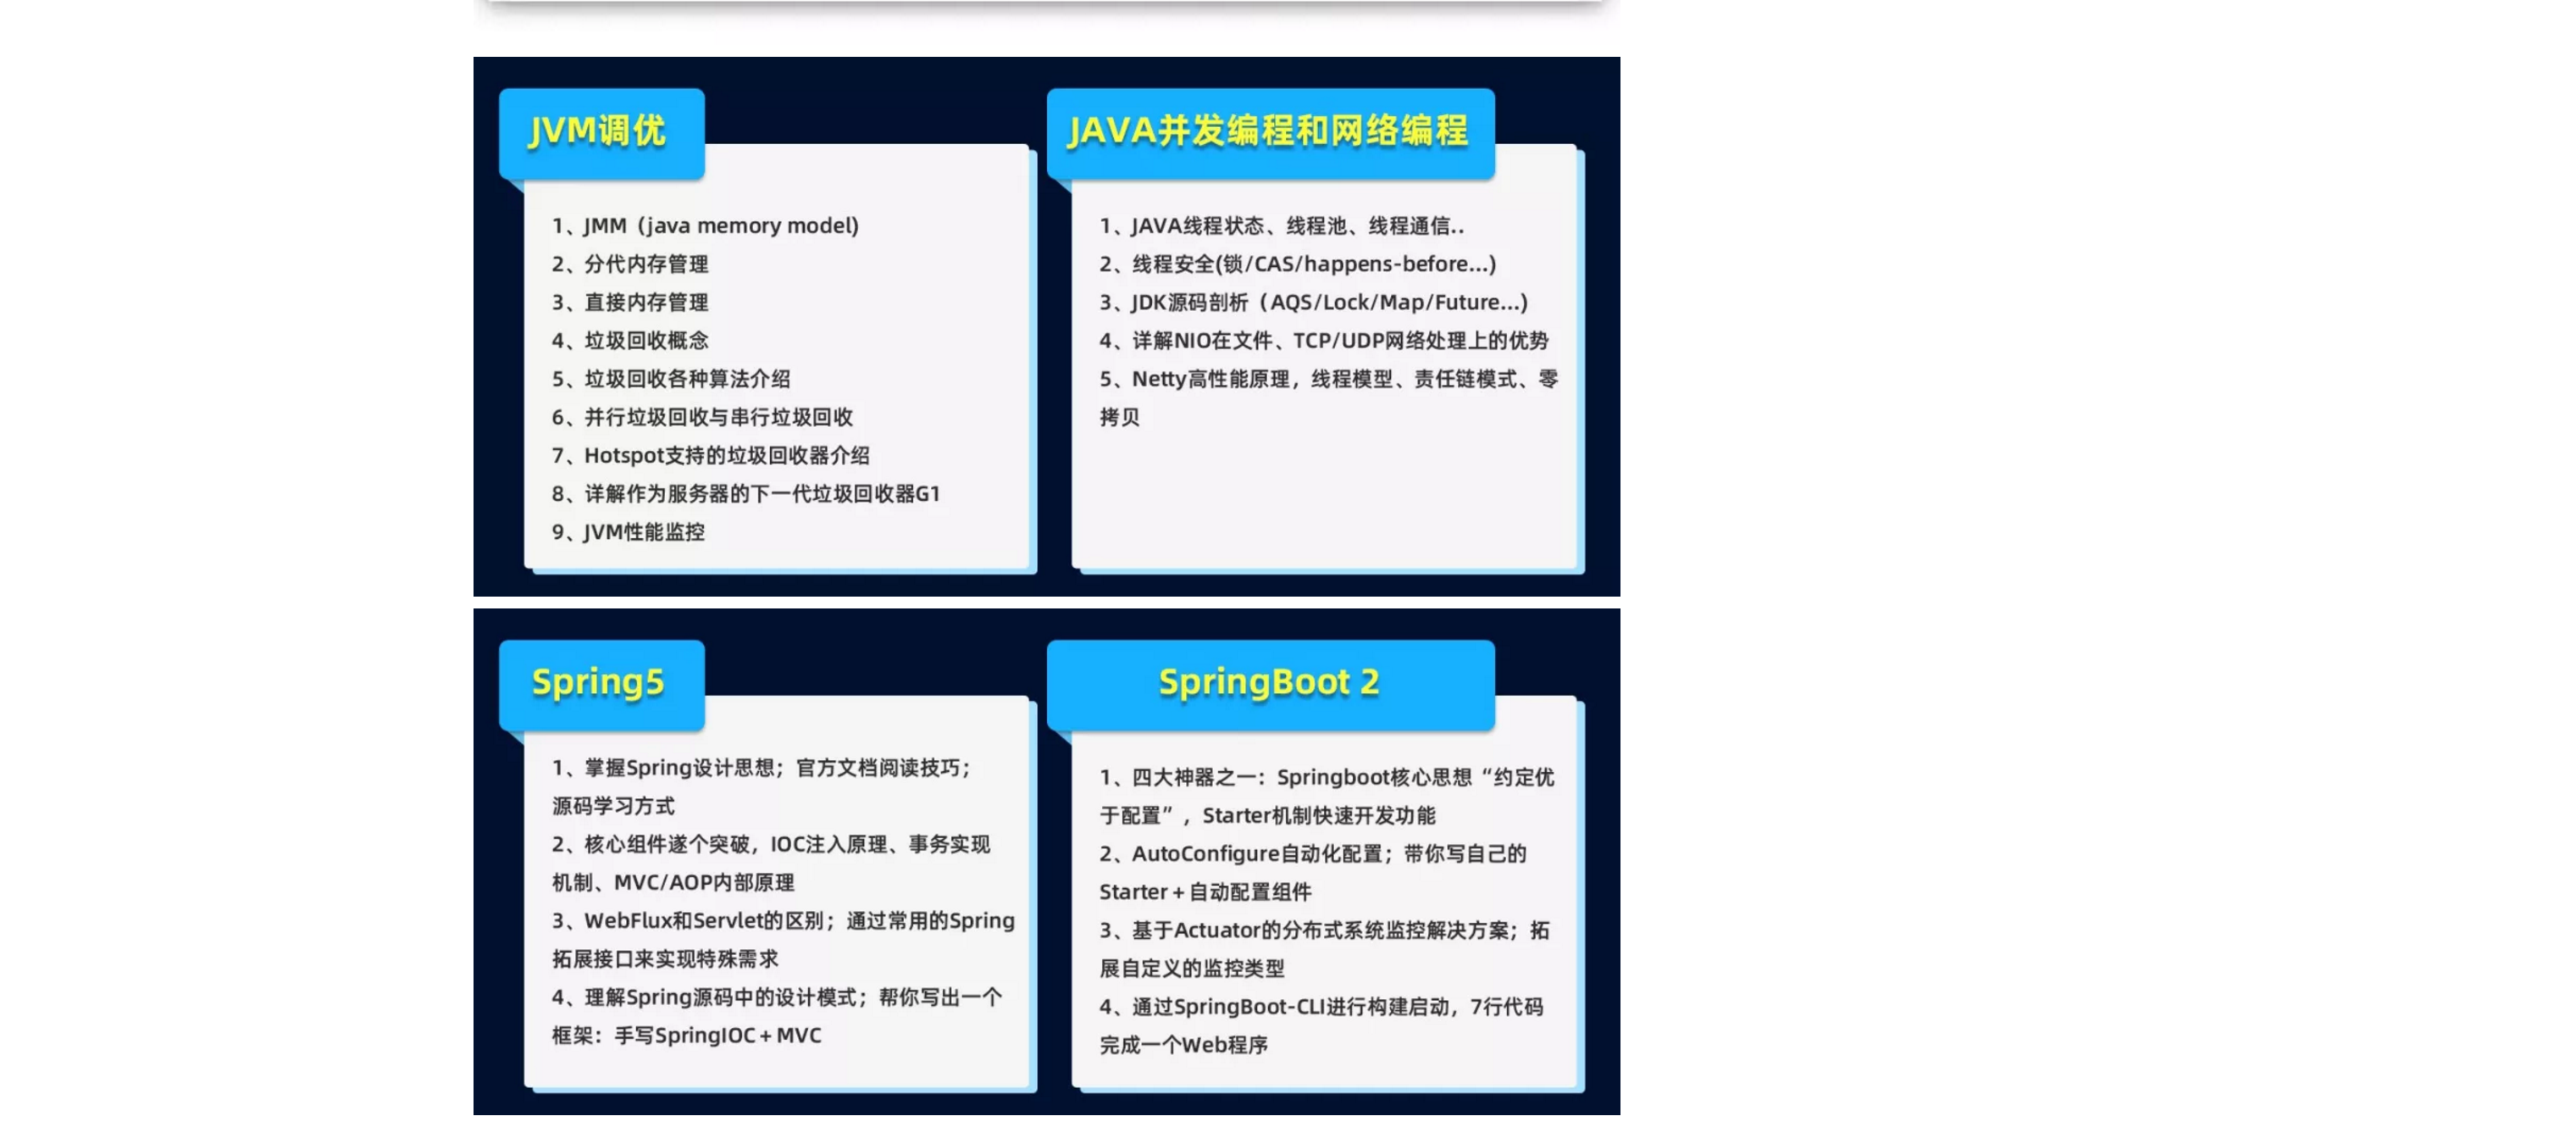 JVM调优
1、JMM（java memory model)
2、分代内存管理
3、直接内存管理
4、垃圾回收概念
5、垃圾回收各种算法介绍
6、并行垃圾回收与串行垃圾回收
7、Hotspot支持的垃圾回收器介绍
8、详解作为服务器的下一代垃圾回收器G1
9、JVM性能监控
JAVA并发编程和网络编程
1、JAVA线程状态、线程池、线程通信..
2、线程安全(锁/CAS/happens-before...)
3、JDK源码剖析（AQS/Lock/Map/Future...)
4、详解NIO在文件、TCP/UDP网络处理上的优势
5、Netty高性能原理，线程模型、责任链模式、零
拷贝
Spring5
1、掌握Spring设计思想；官方文档阅读技巧；
源码学习方式
2、核心组件遂个突破，IOC注入原理、事务实现
机制、MVC/AOP内部原理
3、WebFlux和Servlet的区别；通过常用的Spring
拓展接口来实现特殊需求
4、理解Spring源码中的设计模式；帮你写出一个
框架：手写SpringIOC+MVC
SpringBoot 2
1、四大神器之一：Springboot核心思想“约定优
于配置”，Starter机制快速开发功能
2、AutoConfigure自动化配置；带你写自己的
Starter+自动配置组件
3、基于Actuator的分布式系统监控解决方案；拓
展自定义的监控类型
4、通过SpringBoot-CLI进行构建启动，7行代码
完成一个Web程序